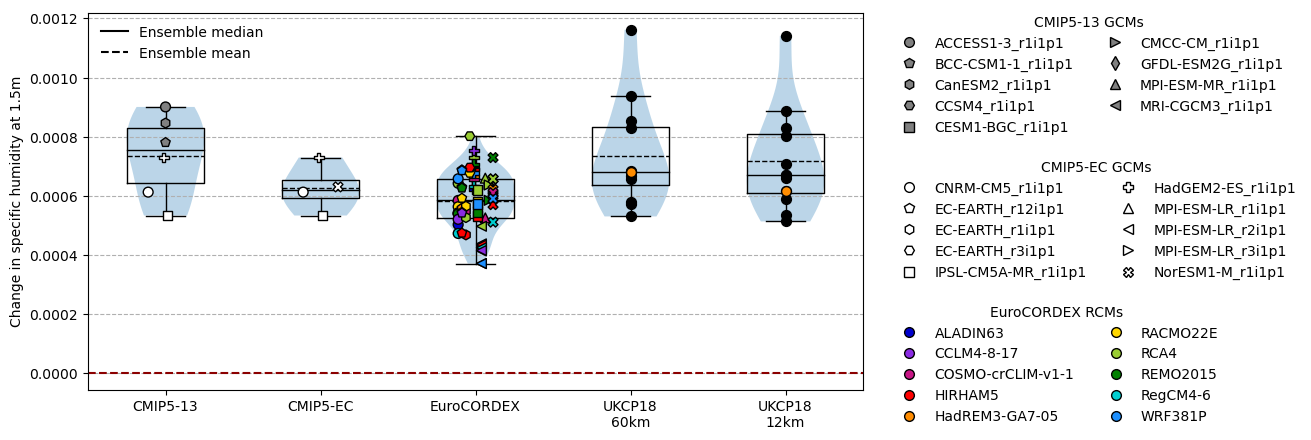 0.0012
0.0010
0.0008
0.0006
0.0004
0.0002
0.0000
Change in specific humidity at 1.5m
Ensemble median
Ensemble mean
CMIP5-13
CMIP5-EC
EuroCORDEX
UKCP18
60km
UKCP18
12km
CMIP5-13 GCMs
ACCESS1-3_r1i1p1
BCC-CSM1-1_r1i1p1
CanESM2_r1i1p1
CCSM4_r1i1p1
CESM1-BGC_r1i1p1
CMCC-CM_r1i1p1
GFDL-ESM2G_r1i1p1
MPI-ESM-MR_r1i1p1
MRI-CGCM3_r1i1p1
CMIP5-EC GCMs
CNRM-CM5_r1i1p1
EC-EARTH_r12i1p1
EC-EARTH_r1i1p1
EC-EARTH_r3i1p1
IPSL-CM5A-MR_r1i1p1
HadGEM2-ES_r1i1p1
MPI-ESM-LR_r1i1p1
MPI-ESM-LR_r2i1p1
MPI-ESM-LR_r3i1p1
NorESM1-M_r1i1p1
EuroCORDEX RCMs
ALADIN63
CCLM4-8-17
COSMO-crCLIM-v1-1
HIRHAM5
HadREM3-GA7-05
RACMO22E
RCA4
REMO2015
RegCM4-6
WRF381P